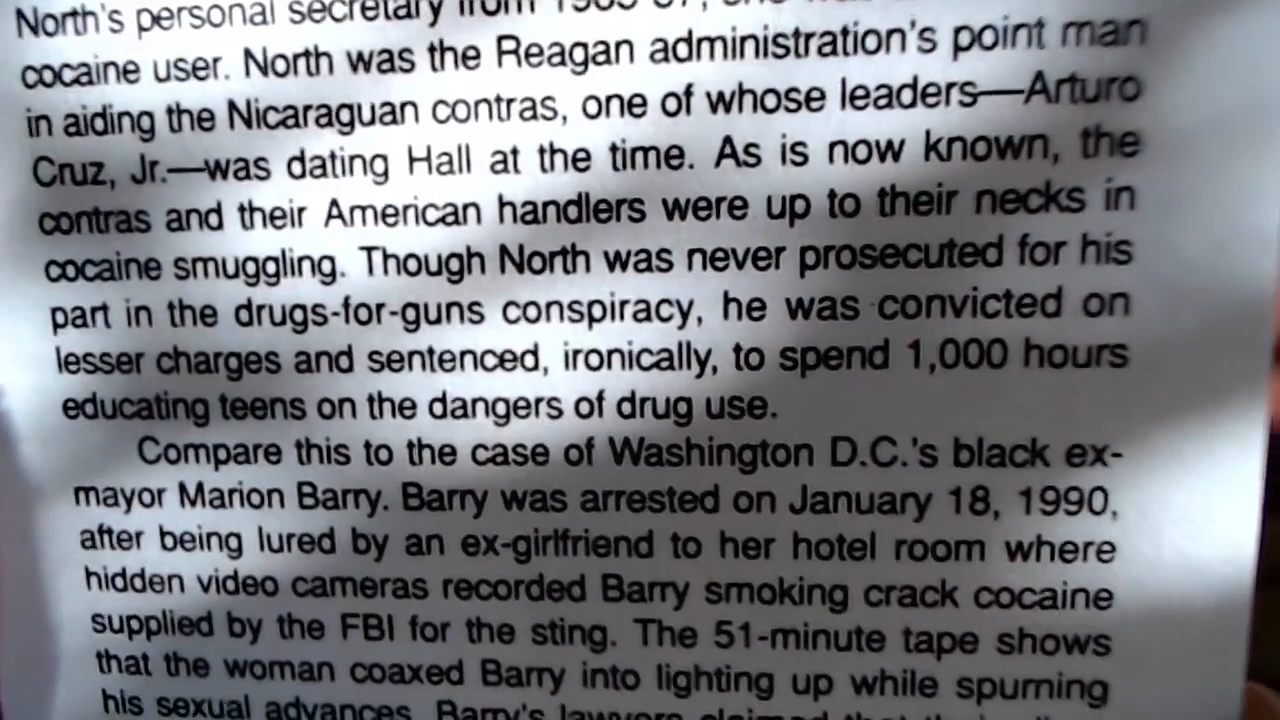 North's personal secretary from
cocaine user. North was the Reagan administration's point man
in aiding the Nicaraguan contras, one of whose leaders—Arturo
Cruz, Jr.—was dating Hall at the time. As is now known, the
contras and their American handlers were up to their necks in
cocaine smuggling. Though North was never prosecuted for his
part in the drugs-for-guns conspiracy, he was convicted on
lesser charges and sentenced, ironically, to spend 1,000 hours
educating teens on the dangers of drug use.
Compare this to the case of Washington D.C.'s black ex-
mayor Marion Barry. Barry was arrested on January 18, 1990,
after being lured by an ex-girlfriend to her hotel room where
hidden video cameras recorded Barry smoking crack cocaine
supplied by the FBI for the sting. The 51-minute tape shows
that the woman coaxed Barry into lighting up while spurning
his sexual advances. Barry's lawyers claimed that